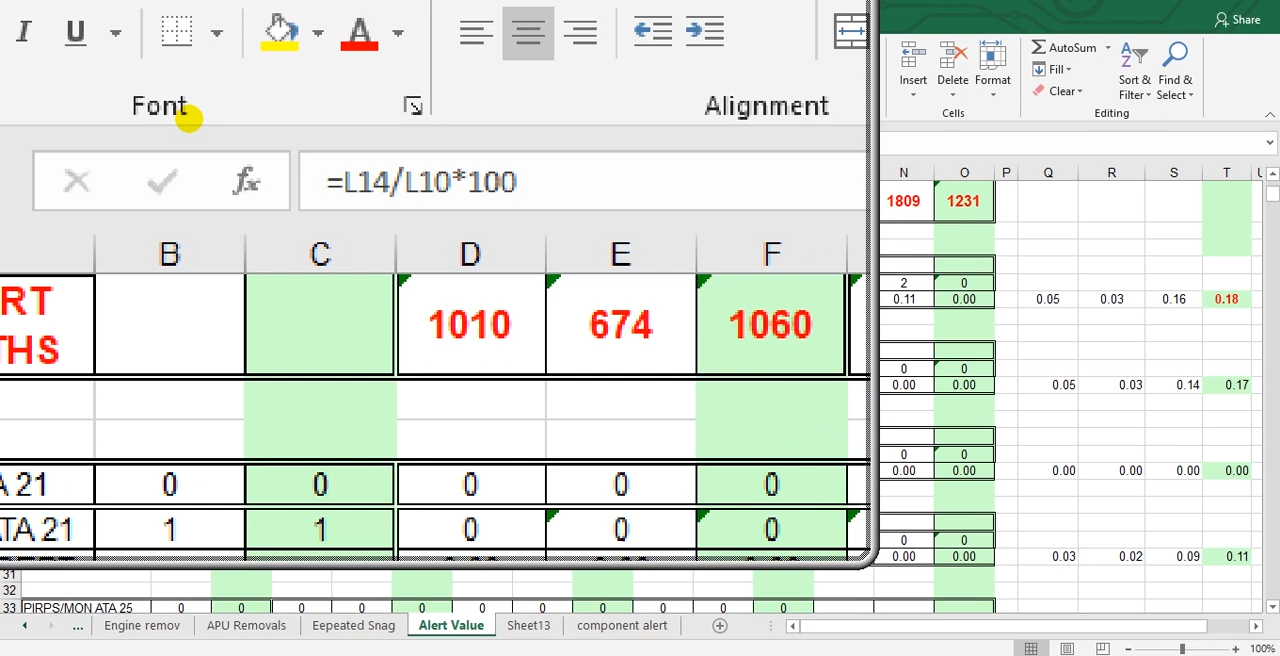 Share
I U A
AutoSum
Fill
Clear
Insert Delete Format
Sort & Filter
Find & Select
Font Alignment Cells Editing
fx =L14/L10*100
B C D E F N O P Q R S T
RT
THS
1010 674 1060 1809 1231
2 0
0.11 0.00 0.05 0.03 0.16 0.18
0 0
0.00 0.00 0.05 0.03 0.14 0.17
0 0
0.00 0.00 0.00 0.00 0.00 0.00
A 21 0 0 0 0 0
ATA 21 1 1 0 0 0
0 0
0.00 0.00 0.03 0.02 0.09 0.11
31
32
33 PIRPS/MON ATA 25 0 0 0 0 0 0 0 0 0 0 0
... Engine remov APU Removals Eepeated Snag Alert Value Sheet13 component alert
100%